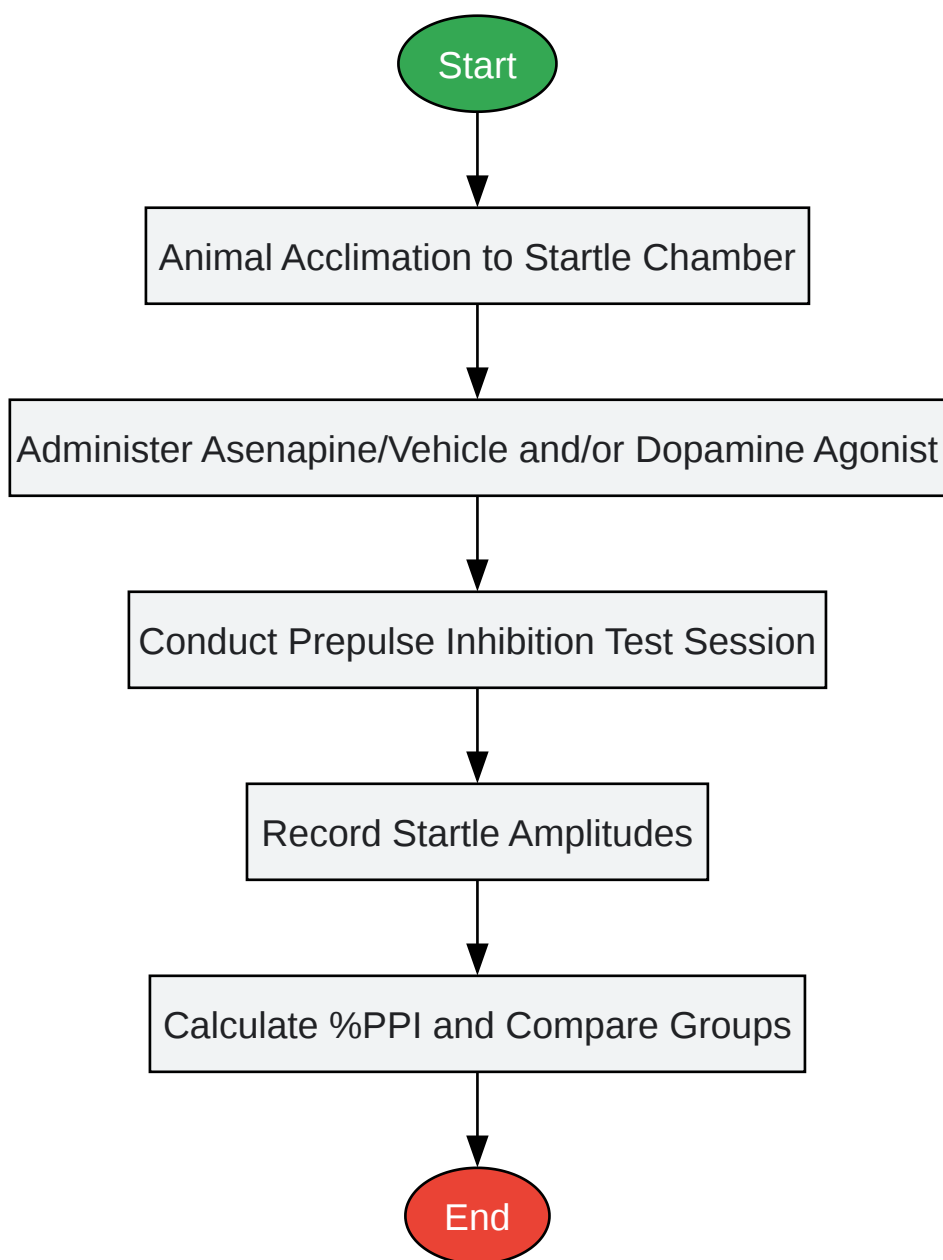 Start
Animal Acclimation to Startle Chamber
Administer Asenapine/Vehicle and/or Dopamine Agonist
Conduct Prepulse Inhibition Test Session
Record Startle Amplitudes
Calculate %PPI and Compare Groups
End